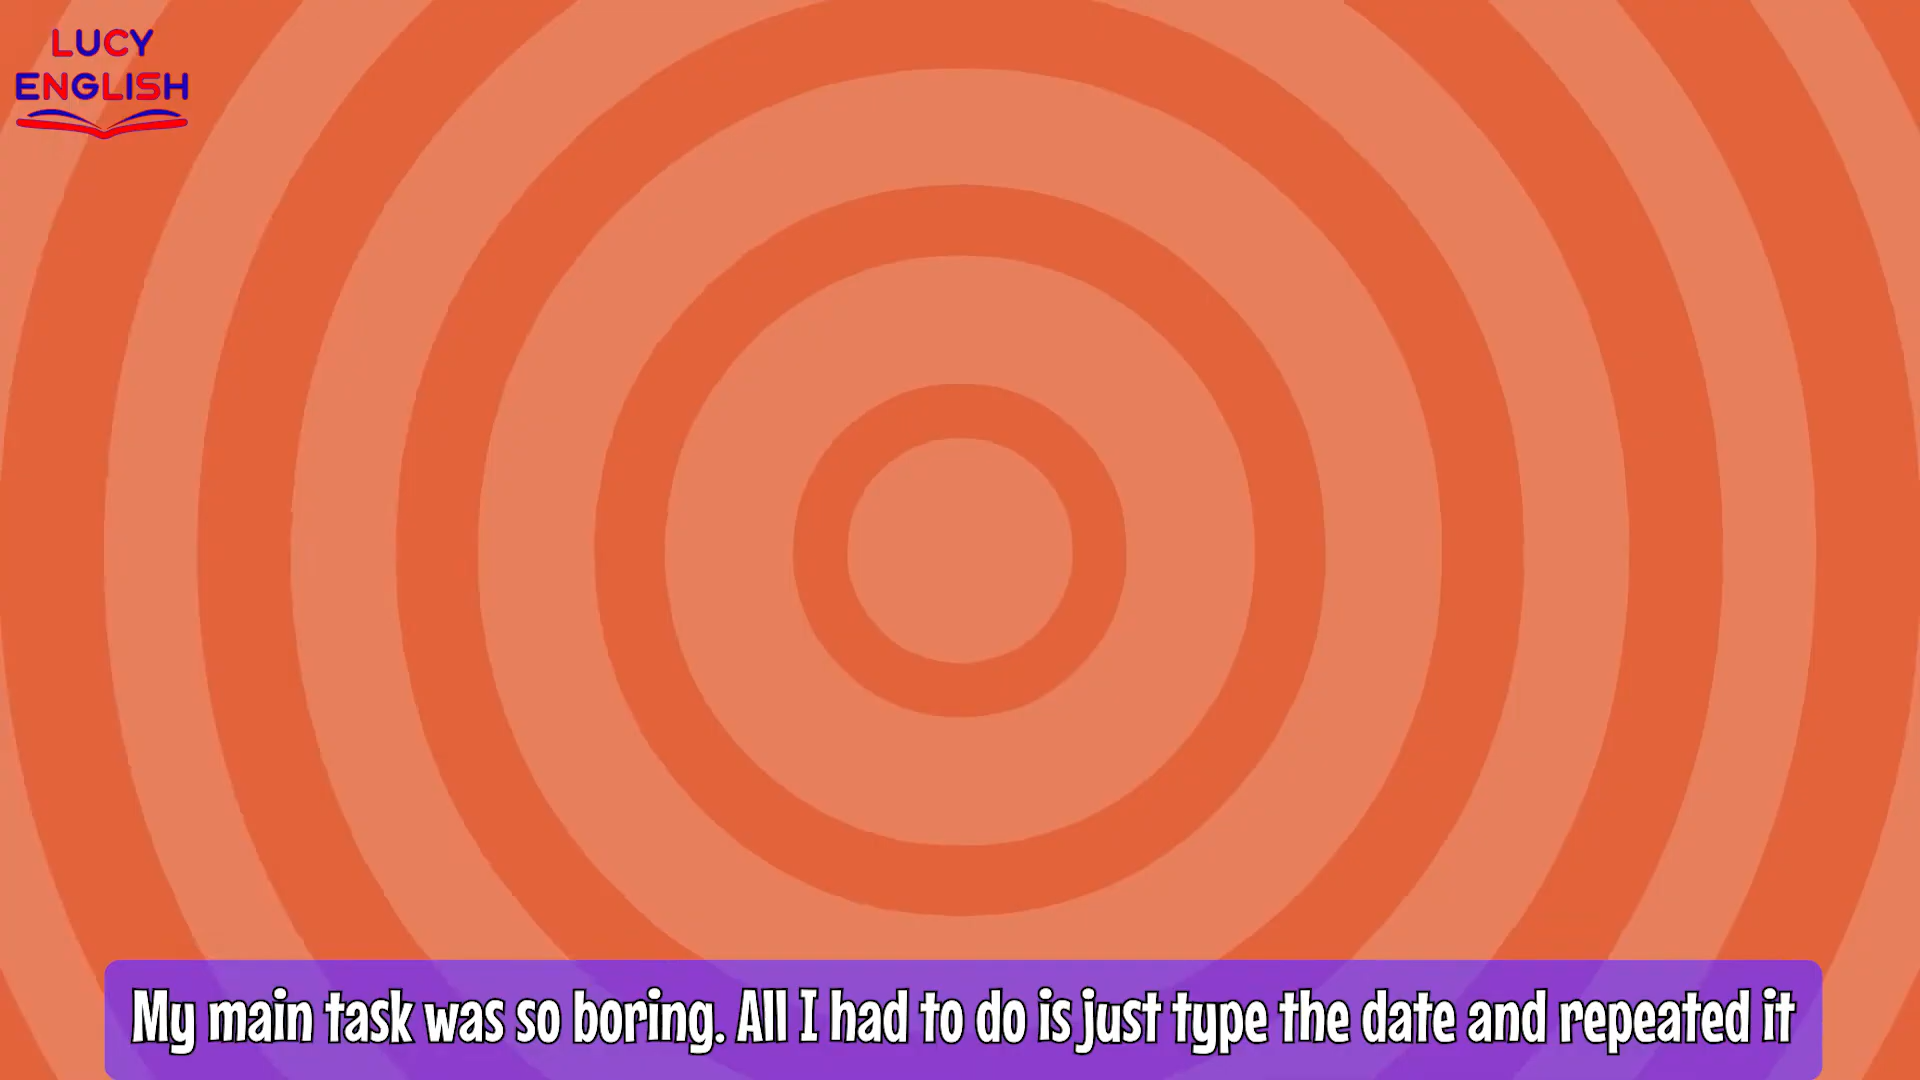 LUCY
ENGLISH
My main task was so boring. All I had to do is just type the date and repeated it